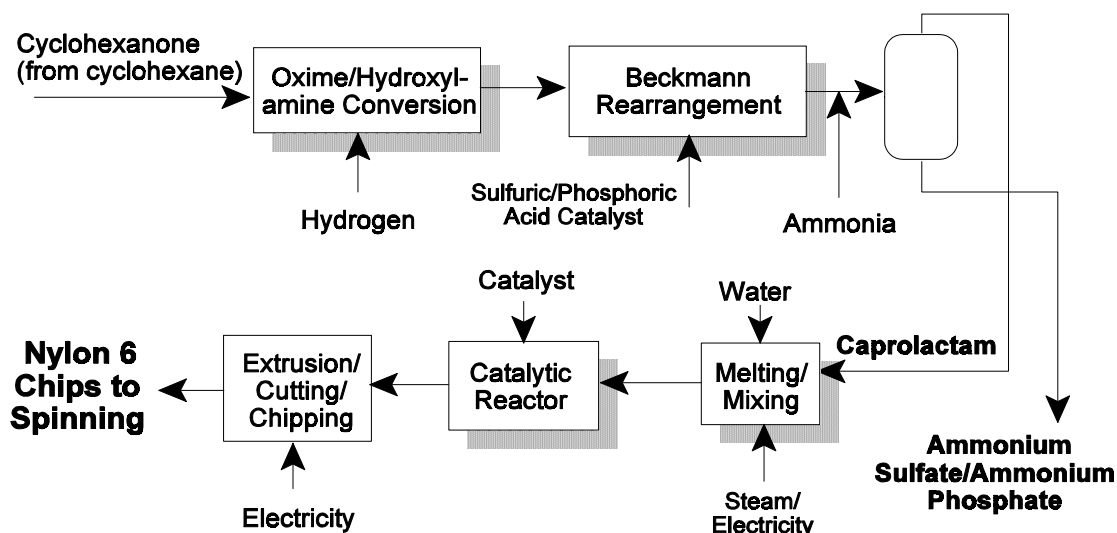 Cyclohexanone
(from cyclohexane)
Oxime/Hydroxyl-
amine Conversion
Beckmann
Rearrangement
Hydrogen
Sulfuric/Phosphoric
Acid Catalyst
Ammonia
Catalyst
Water
Caprolactam
Nylon 6
Chips to
Spinning
Extrusion/
Cutting/
Chipping
Catalytic
Reactor
Melting/
Mixing
Ammonium
Sulfate/Ammonium
Phosphate
Electricity
Steam/
Electricity